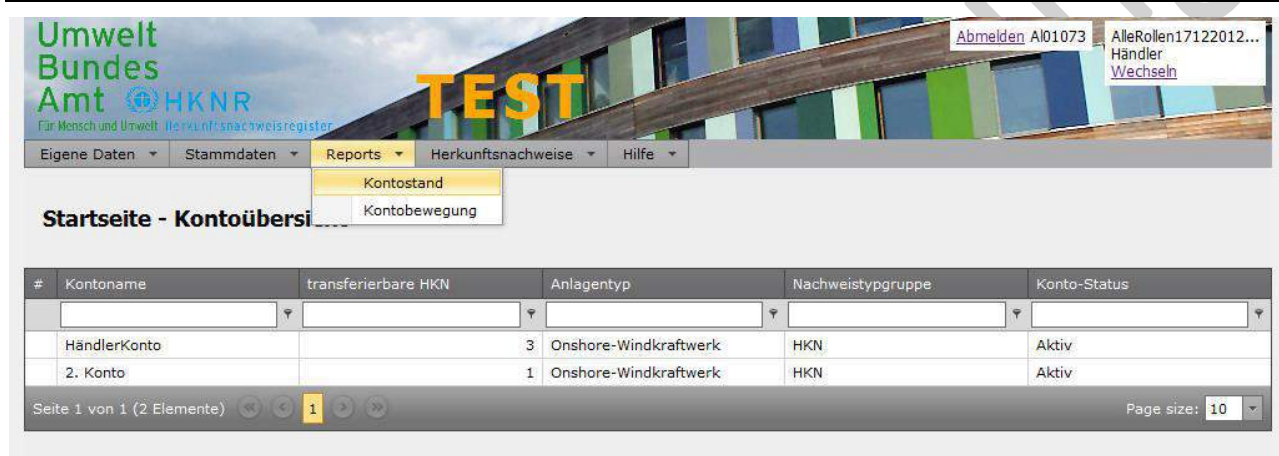 Umwelt
Bundes
Amt HKNR
Für Mensch und Umwelt Herkunftsnachweisregister
TEST
Abmelden Al01073
AlleRollen17122012...
Händler
Wechseln
Eigene Daten Stammdaten Reports Herkunftsnachweise Hilfe
Kontostand
Kontobewegung
Startseite - Kontoübersi
# Kontoname transferierbare HKN Anlagentyp Nachweistypgruppe Konto-Status
HändlerKonto 3 Onshore-Windkraftwerk HKN Aktiv
2. Konto 1 Onshore-Windkraftwerk HKN Aktiv
Seite 1 von 1 (2 Elemente) 1 Page size: 10